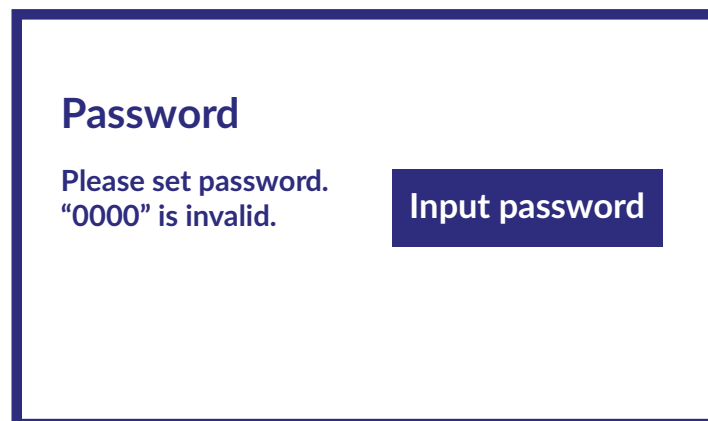 Password
Please set password.
“0000” is invalid.
Input password